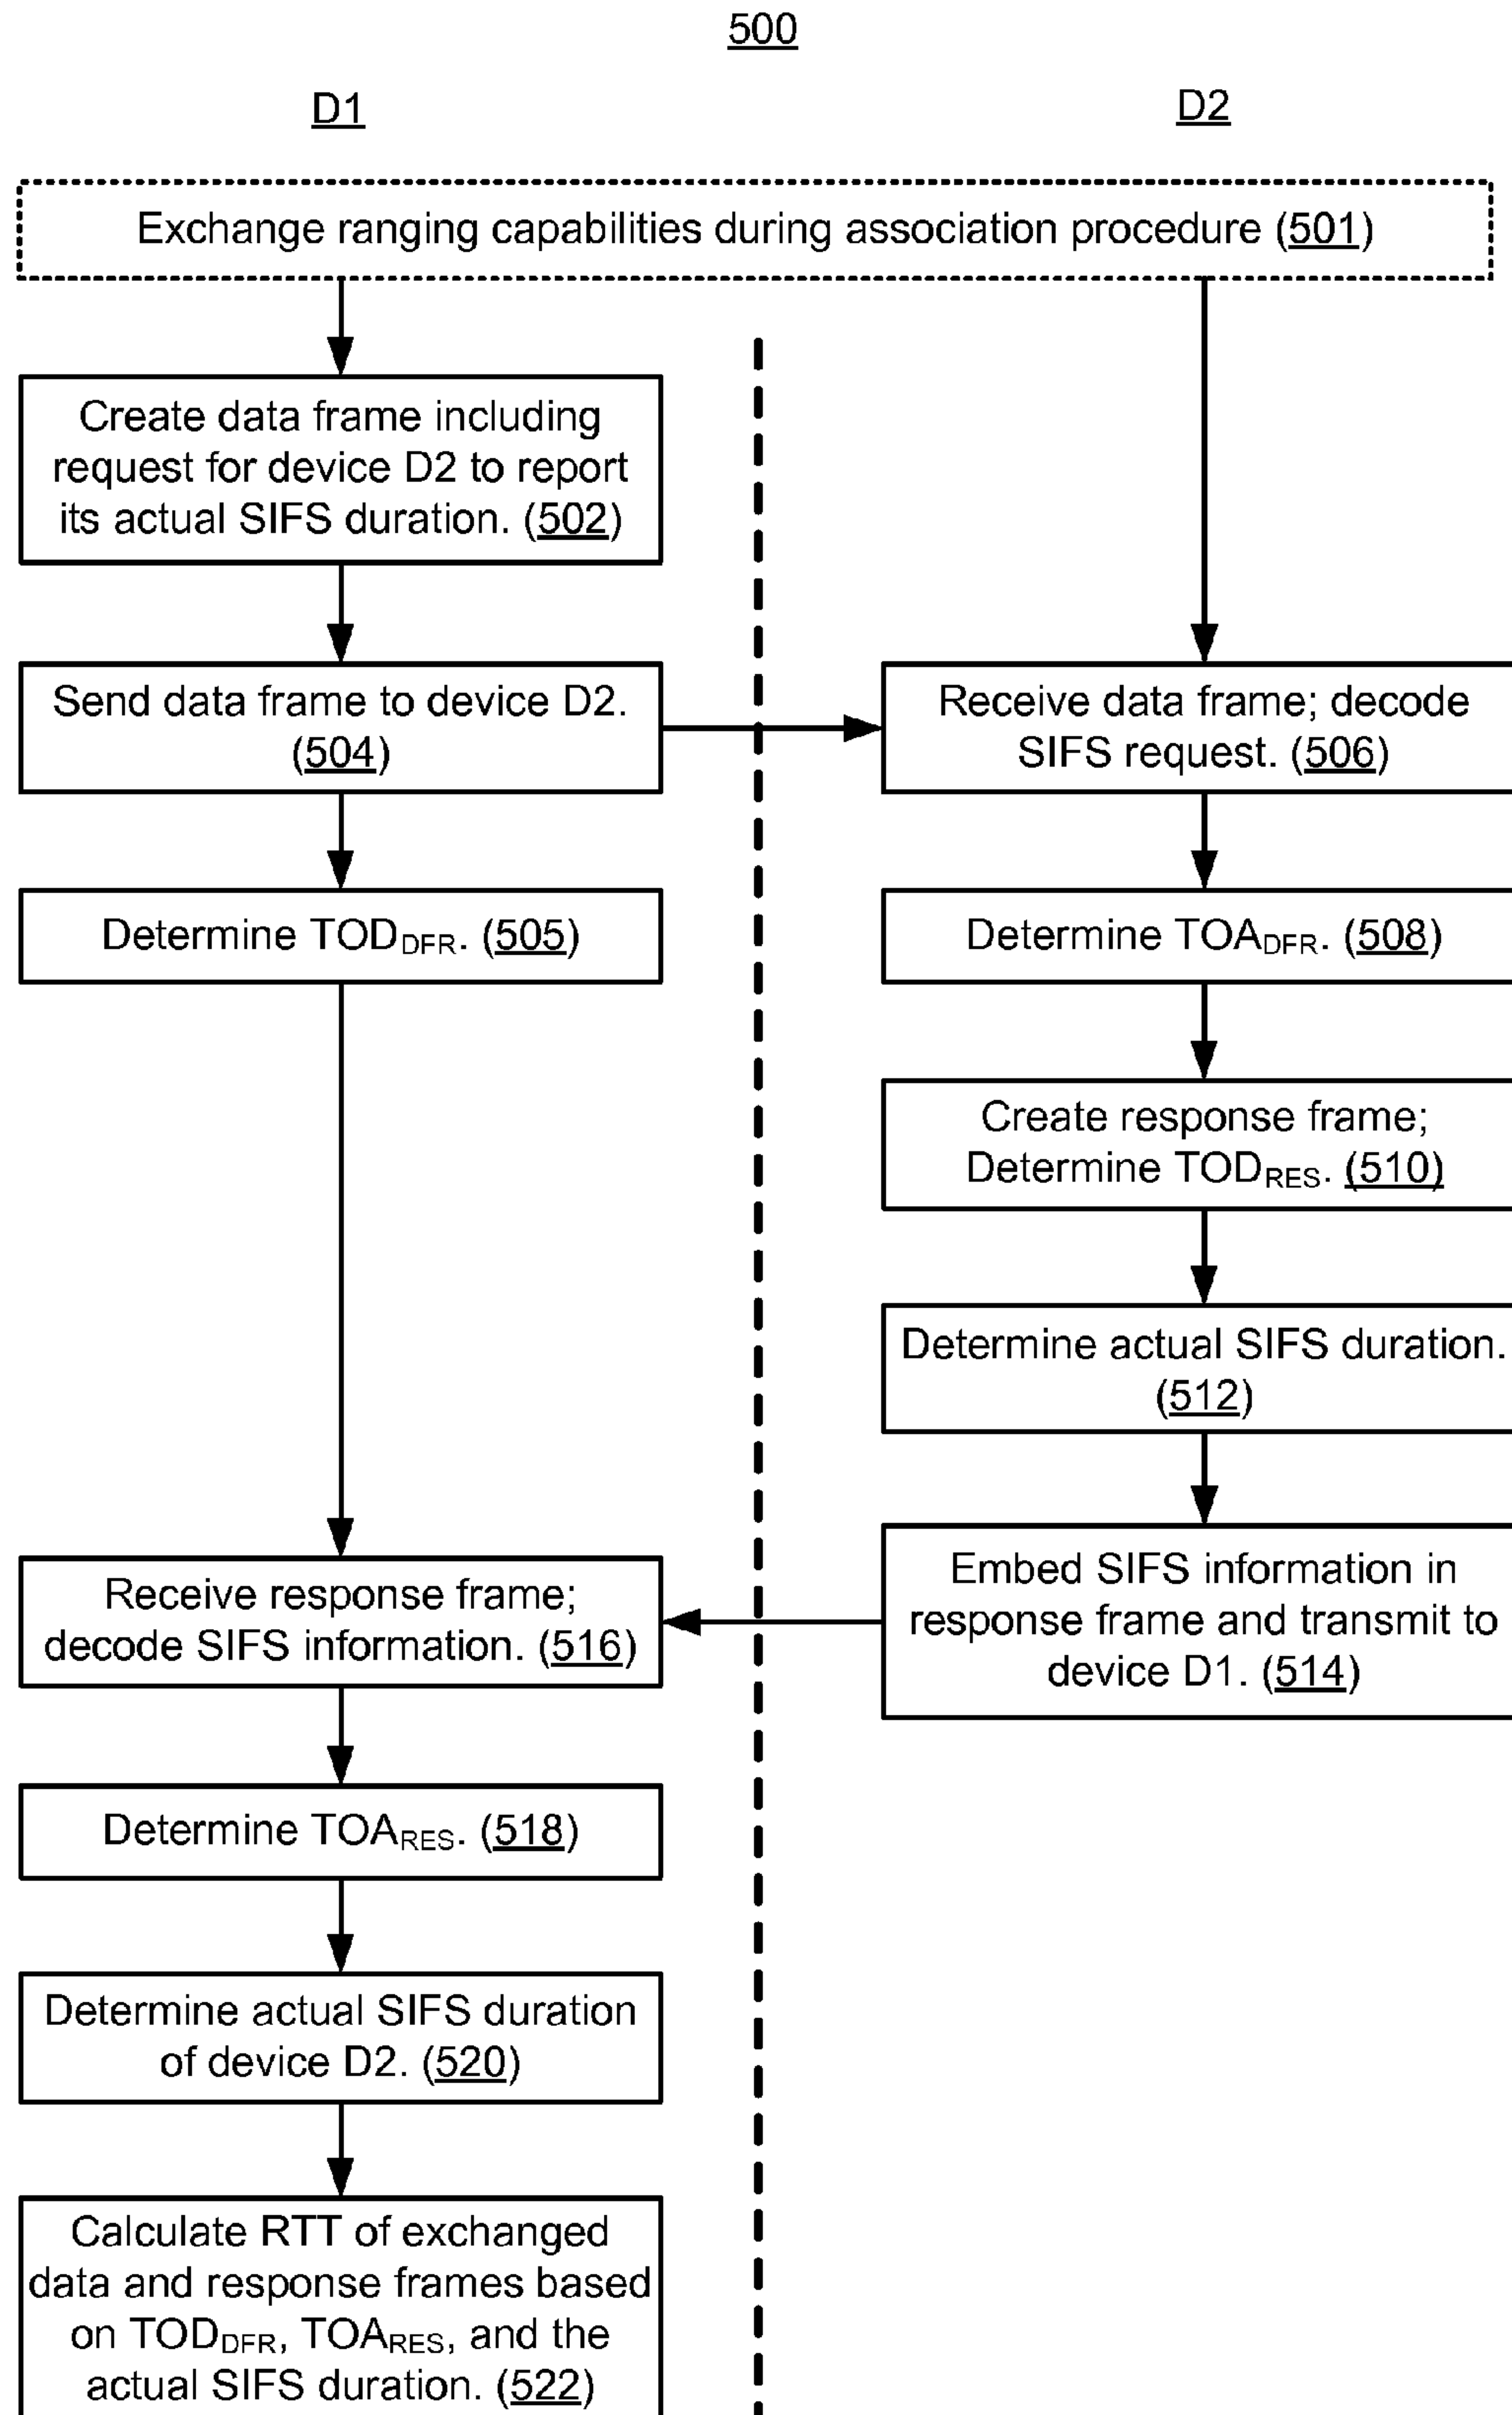 500
D1
D2
Exchange ranging capabilities during association procedure (501)
Create data frame including
request for device D2 to report
its actual SIFS duration. (502)
Send data frame to device D2.
(504)
Receive data frame; decode
SIFS request. (506)
Determine TODDFR. (505)
Determine TOADFR. (508)
Create response frame;
Determine TODRES. (510)
Determine actual SIFS duration.
(512)
Embed SIFS information in
response frame and transmit to
device D1. (514)
Receive response frame;
decode SIFS information. (516)
Determine TOARES. (518)
Determine actual SIFS duration
of device D2. (520)
Calculate RTT of exchanged
data and response frames based
on TODDFR, TOARES, and the
actual SIFS duration. (522)